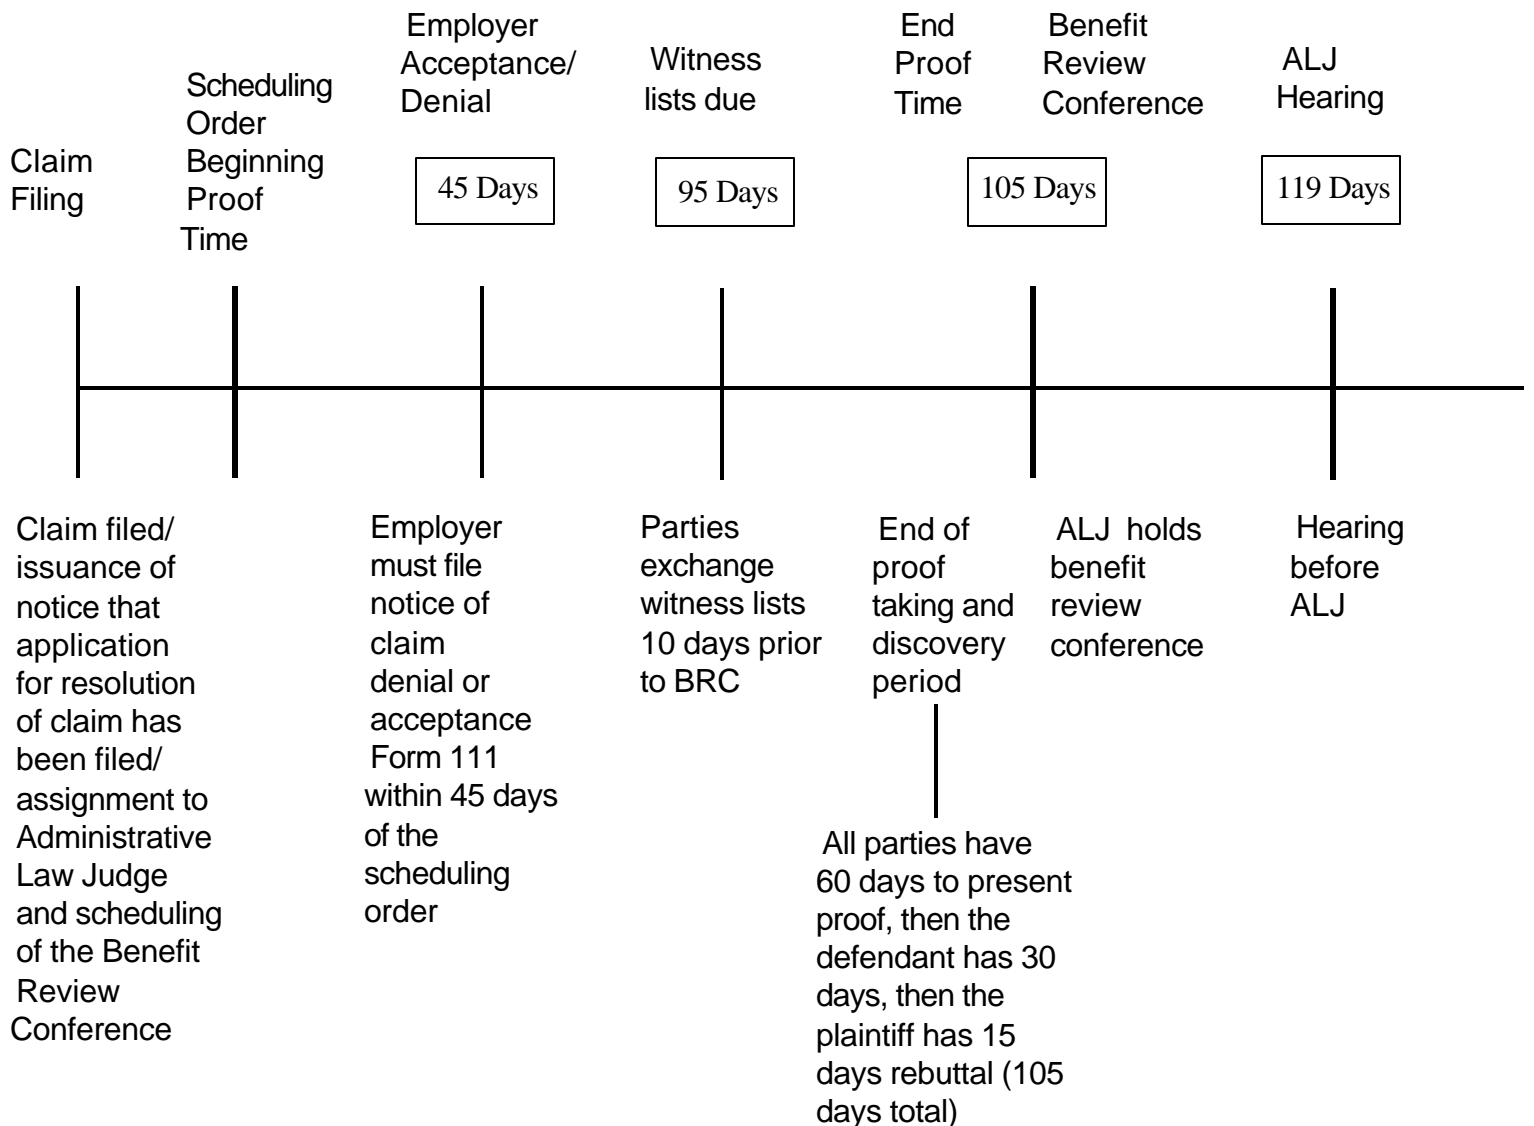 Claim
Filing
Scheduling
Order
Beginning
Proof
Time
Employer
Acceptance/
Denial
45 Days
Witness
lists due
95 Days
End
Proof
Time
Benefit
Review
Conference
105 Days
ALJ
Hearing
119 Days
Claim filed/
issuance of
notice that
application
for resolution
of claim has
been filed/
assignment to
Administrative
Law Judge
and scheduling
of the Benefit
Review
Conference
Employer
must file
notice of
claim
denial or
acceptance
Form 111
within 45 days
of the
scheduling
order
Parties
exchange
witness lists
10 days prior
to BRC
End of
proof
taking and
discovery
period
All parties have
60 days to present
proof, then the
defendant has 30
days, then the
plaintiff has 15
days rebuttal (105
days total)
ALJ holds
benefit
review
conference
Hearing
before
ALJ